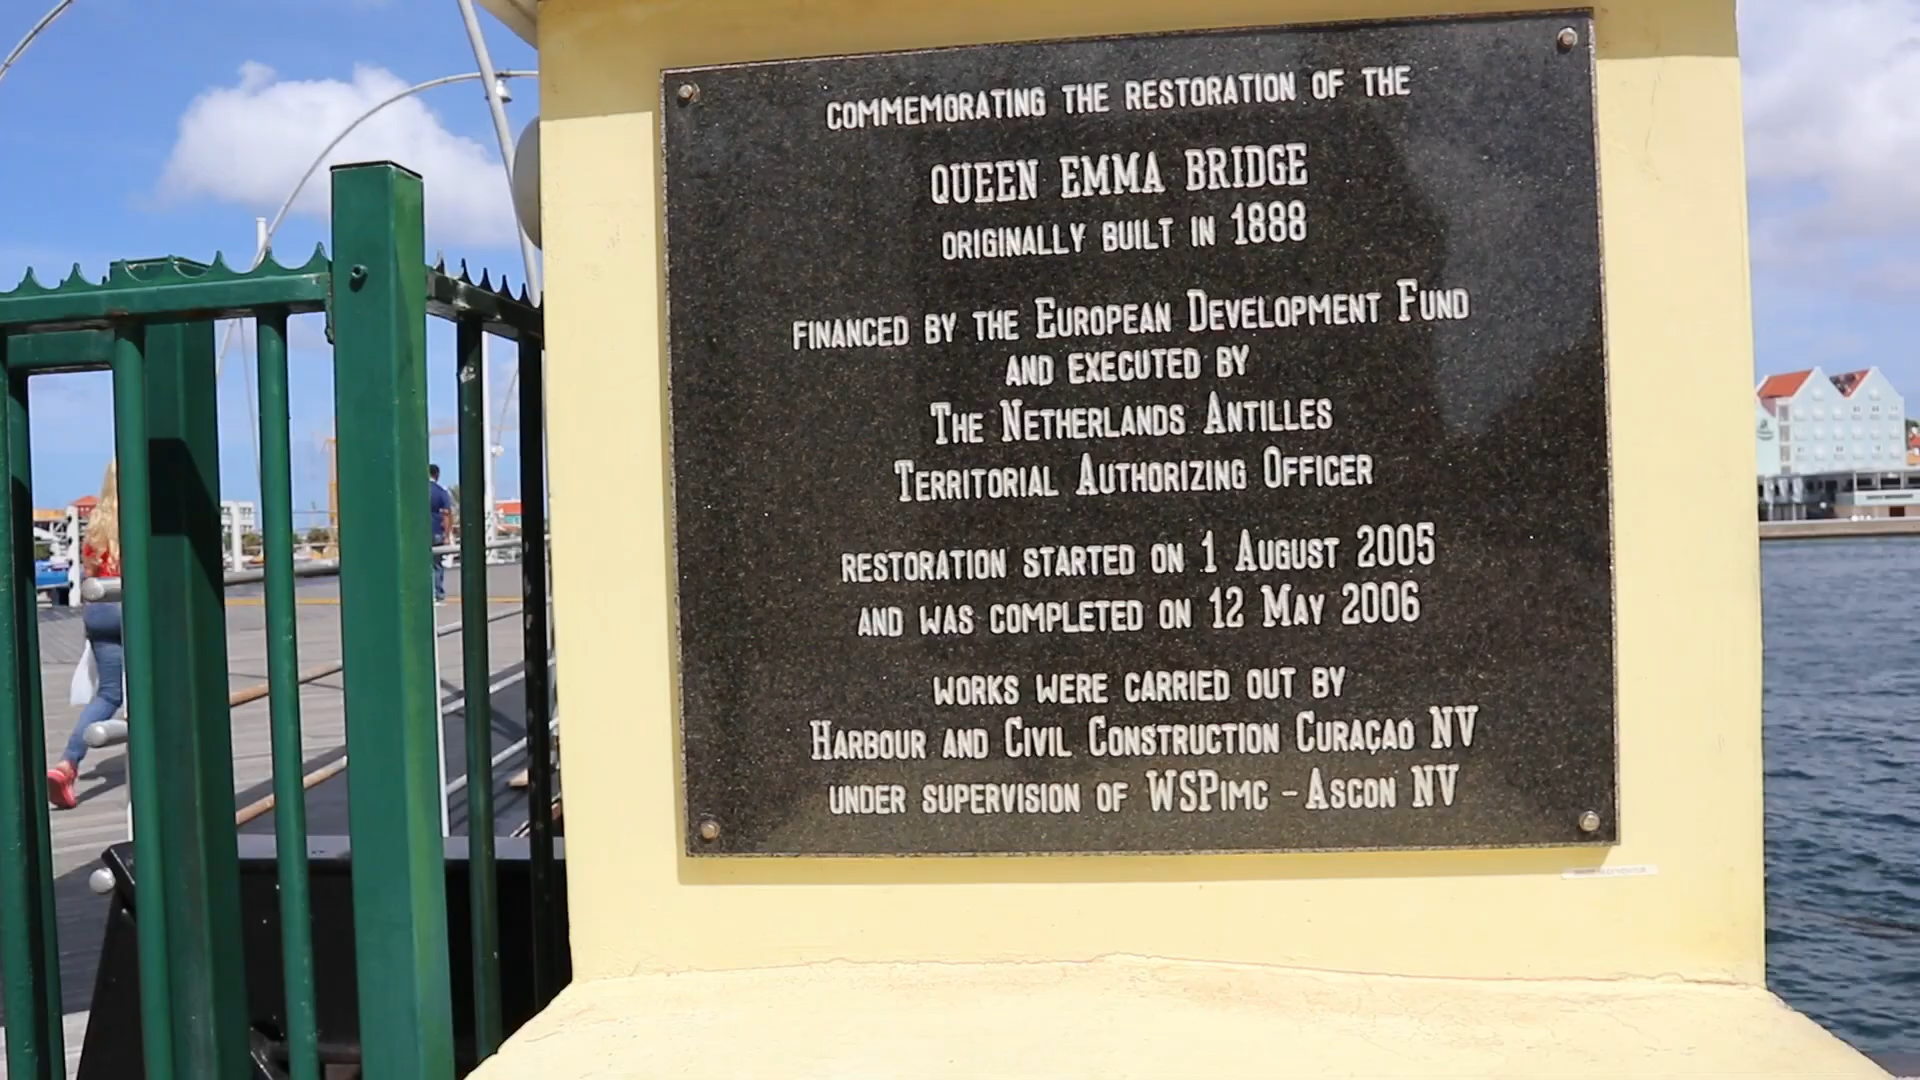 COMMEMORATING THE RESTORATION OF THE
QUEEN EMMA BRIDGE
ORIGINALLY BUILT IN 1888
FINANCED BY THE EUROPEAN DEVELOPMENT FUND
AND EXECUTED BY
THE NETHERLANDS ANTILLES
TERRITORIAL AUTHORIZING OFFICER
RESTORATION STARTED ON 1 AUGUST 2005
AND WAS COMPLETED ON 12 MAY 2006
WORKS WERE CARRIED OUT BY
HARBOUR AND CIVIL CONSTRUCTION CURAÇAO NV
UNDER SUPERVISION OF WSPIMC - ASCON NV